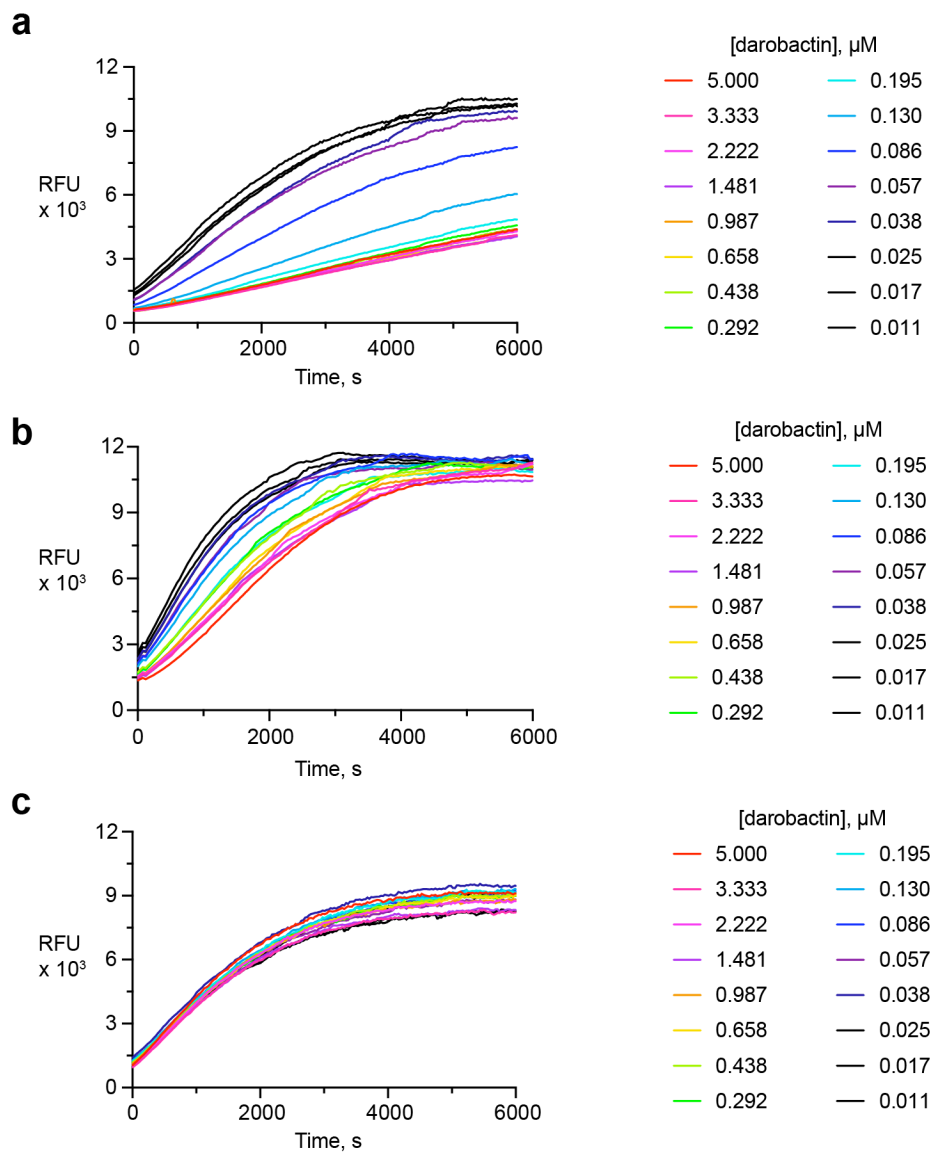 a
[darobactin], µM
12
9
6
3
0
RFU
x 10³
0 2000 4000 6000
Time, s
5.000 0.195
3.333 0.130
2.222 0.086
1.481 0.057
0.987 0.038
0.658 0.025
0.438 0.017
0.292 0.011
b
[darobactin], µM
12
9
6
3
0
RFU
x 10³
0 2000 4000 6000
Time, s
5.000 0.195
3.333 0.130
2.222 0.086
1.481 0.057
0.987 0.038
0.658 0.025
0.438 0.017
0.292 0.011
c
[darobactin], µM
12
9
6
3
0
RFU
x 10³
0 2000 4000 6000
Time, s
5.000 0.195
3.333 0.130
2.222 0.086
1.481 0.057
0.987 0.038
0.658 0.025
0.438 0.017
0.292 0.011